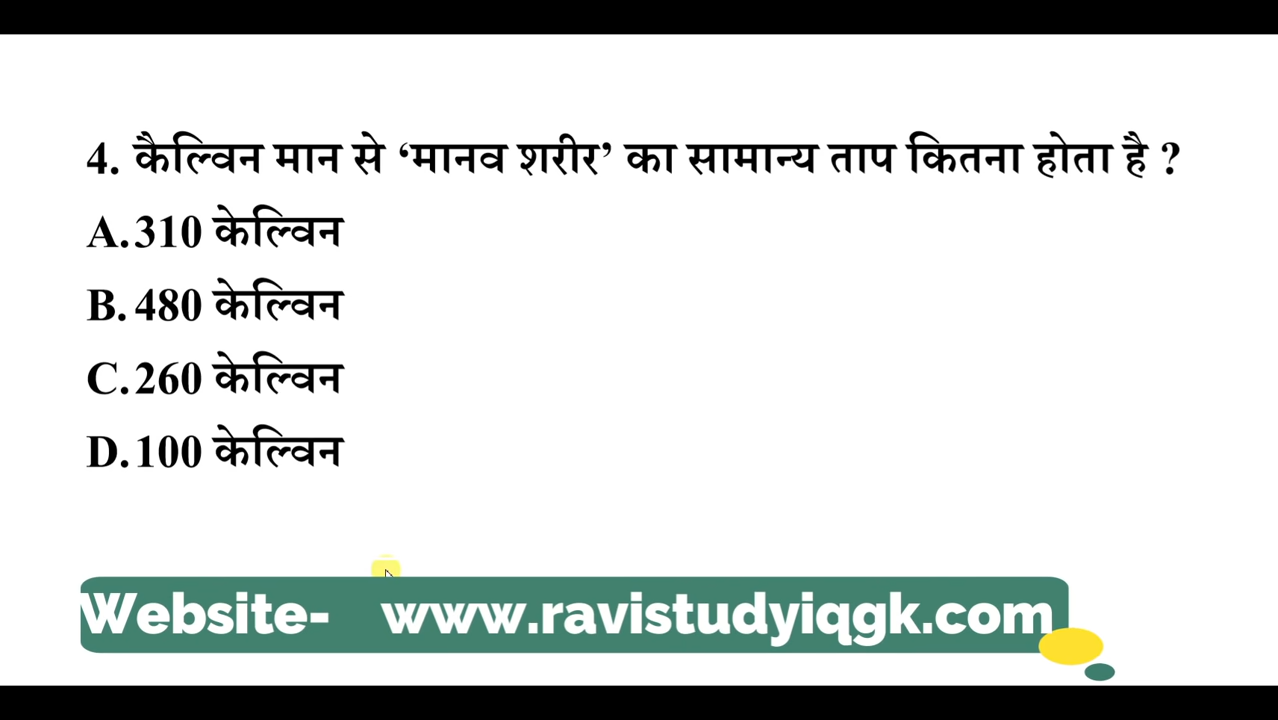 4. कैल्विन मान से ‘मानव शरीर’ का सामान्य ताप कितना होता है ?
A. 310 केल्विन
B. 480 केल्विन
C. 260 केल्विन
D. 100 केल्विन
Website- www.ravistudyiqgk.com